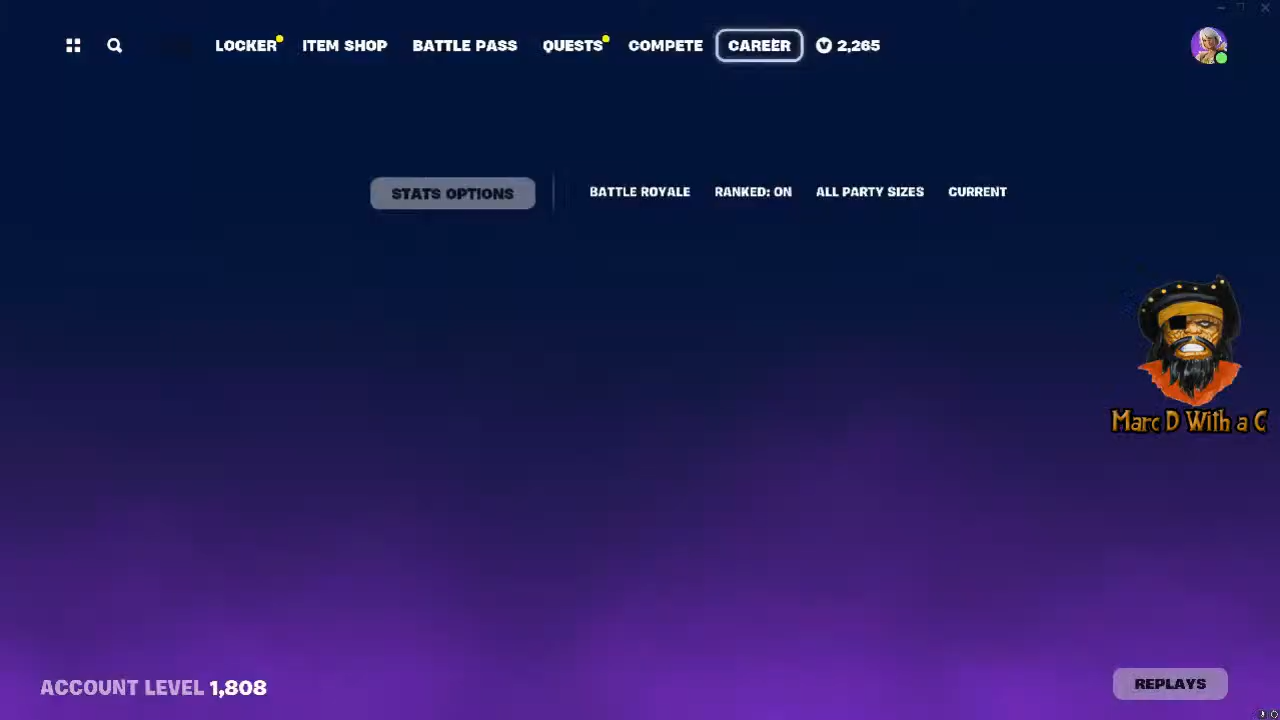 LOCKER ITEM SHOP BATTLE PASS QUESTS COMPETE CAREER 2,265
STATS OPTIONS BATTLE ROYALE RANKED: ON ALL PARTY SIZES CURRENT
Marc D With a C
ACCOUNT LEVEL 1,808
REPLAYS